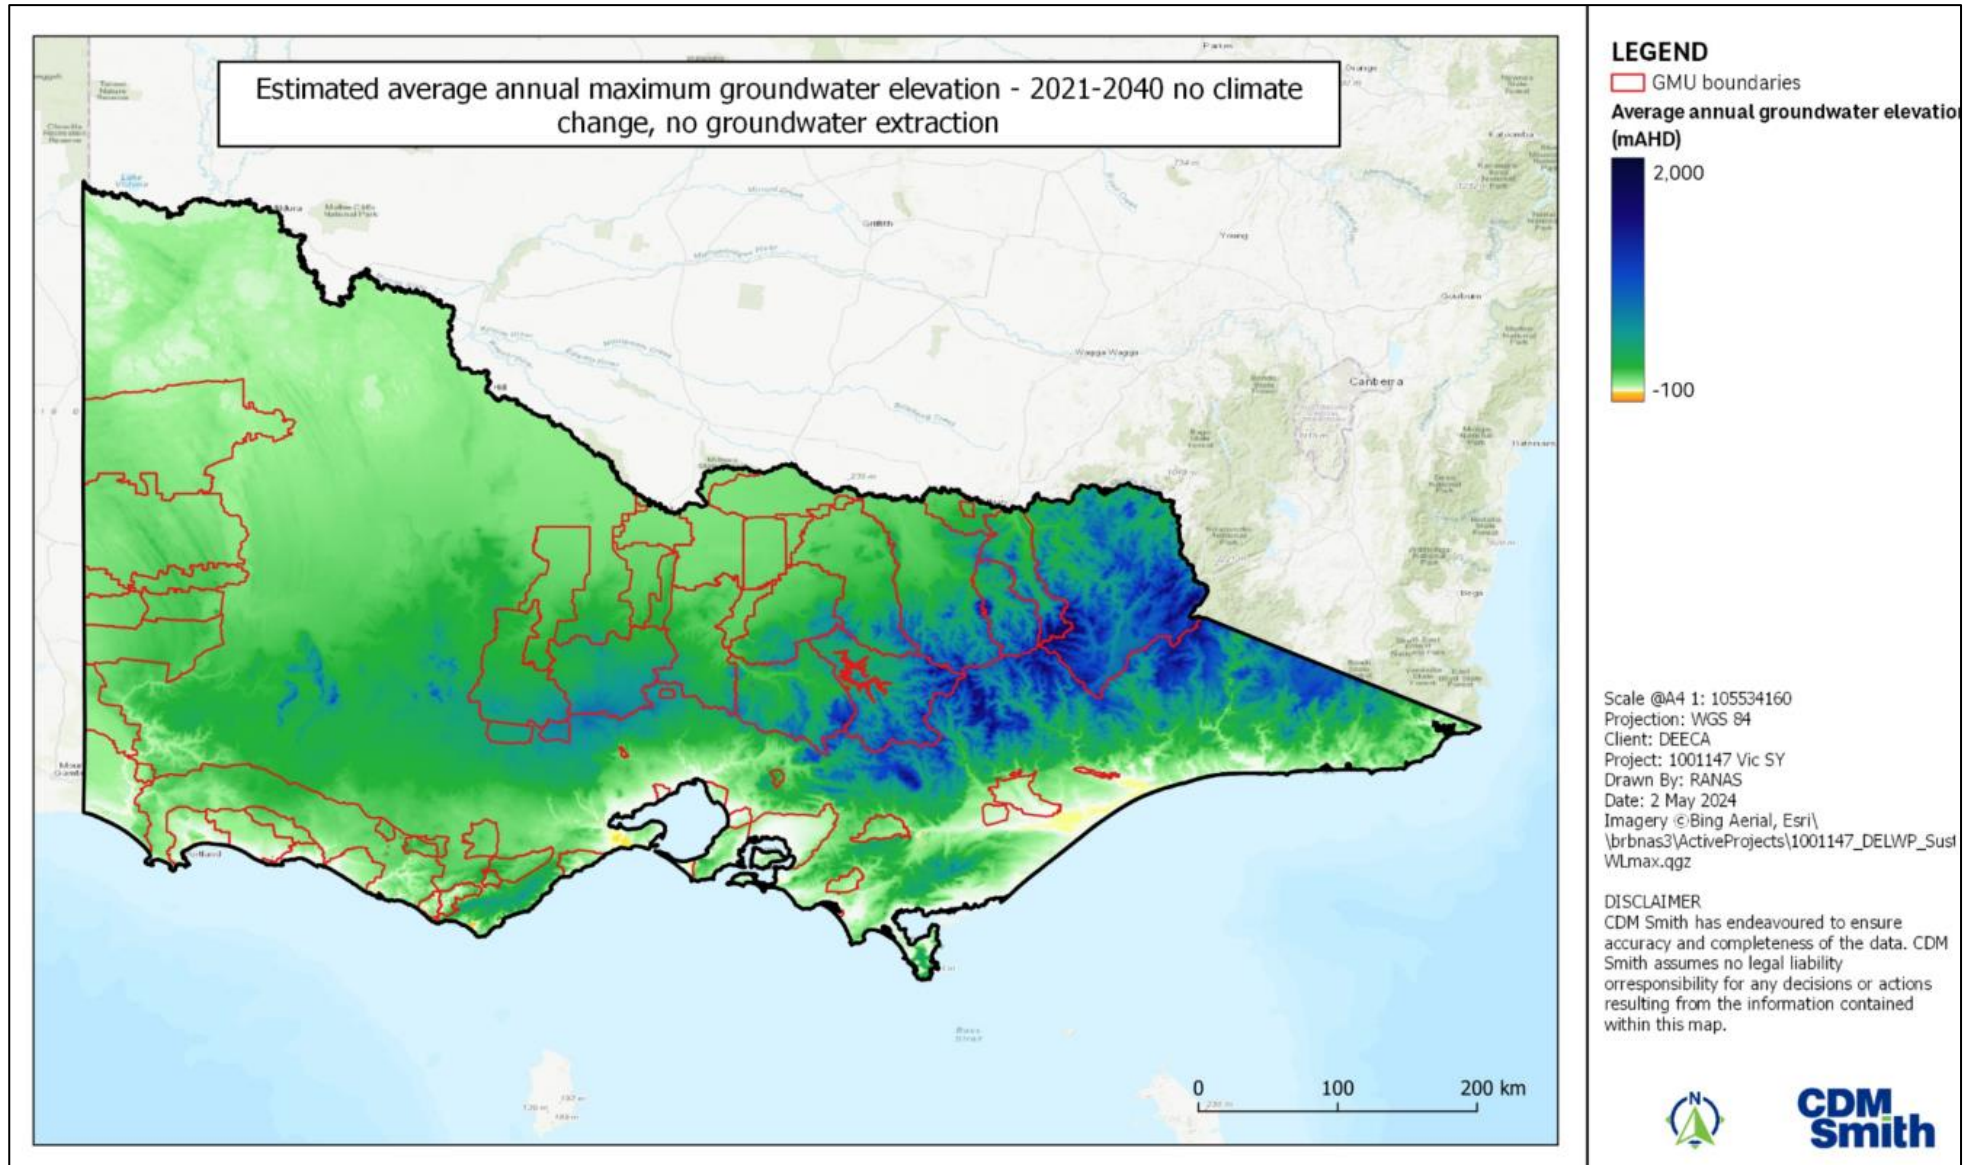 Estimated average annual maximum groundwater elevation - 2021-2040 no climate
change, no groundwater extraction
Griffith
Young
Goulburn
Wagga Wagga
Canberra
Bega
LEGEND
GMU boundaries
Average annual groundwater elevation
(mAHD)
2,000
-100
Scale @A4 1: 105534160
Projection: WGS 84
Client: DEECA
Project: 1001147 Vic SY
Drawn By: RANAS
Date: 2 May 2024
Imagery ©Bing Aerial, Esri\
\brbnas3\ActiveProjects\1001147_DELWP_Sust
WLmax.qgz
DISCLAIMER
CDM Smith has endeavoured to ensure
accuracy and completeness of the data. CDM
Smith assumes no legal liability
orresponsibility for any decisions or actions
resulting from the information contained
within this map.
0 100 200 km
N
CDM
Smith